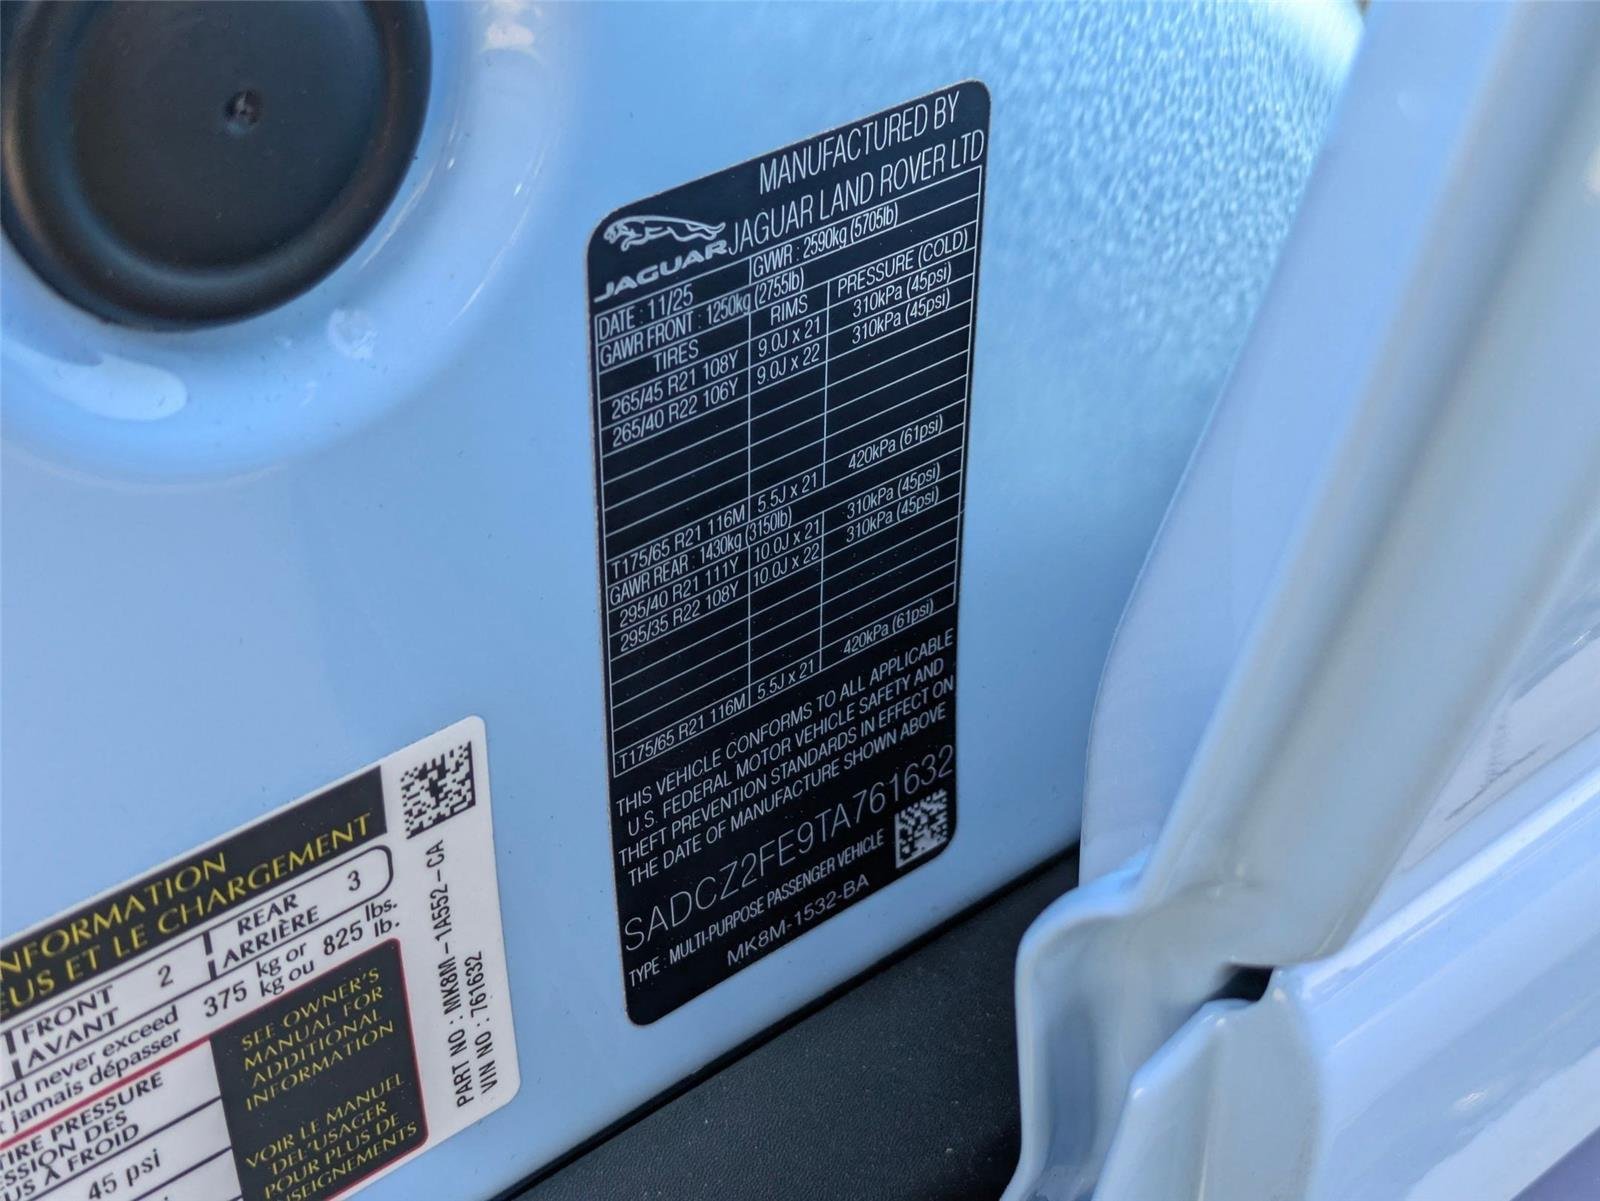 MANUFACTURED BY
JAGUAR LAND ROVER LTD
JAGUAR
DATE : 11/25 GVWR : 2590kg (5705lb)
GAWR FRONT : 1250kg (2755lb)
TIRES RIMS PRESSURE (COLD)
265/45 R21 108Y 9.0J x 21 310kPa (45psi)
265/40 R22 106Y 9.0J x 22 310kPa (45psi)
T175/65 R21 116M 5.5J x 21 420kPa (61psi)
GAWR REAR : 1430kg (3150lb)
295/40 R21 111Y 10.0J x 21 310kPa (45psi)
295/35 R22 108Y 10.0J x 22 310kPa (45psi)
T175/65 R21 116M 5.5J x 21 420kPa (61psi)
THIS VEHICLE CONFORMS TO ALL APPLICABLE
U.S. FEDERAL MOTOR VEHICLE SAFETY AND
THEFT PREVENTION STANDARDS IN EFFECT ON
THE DATE OF MANUFACTURE SHOWN ABOVE
SADCZ2FE9TA761632
TYPE : MULTI-PURPOSE PASSENGER VEHICLE
MK8M-1532-BA
NFORMATION
EUS ET LE CHARGEMENT
FRONT 2 REAR 3
AVANT ARRIÈRE
uld never exceed 375 kg or 825 lbs.
t jamais dépasser kg ou lb.
TIRE PRESSURE
ESSION DES
US À FROID
45 psi
SEE OWNER'S
MANUAL FOR
ADDITIONAL
INFORMATION
VOIR LE MANUEL
DE L'USAGER
POUR PLUS DE
NSEIGNEMENTS
PART NO : MK8M-1A552-CA
VIN NO : 761632